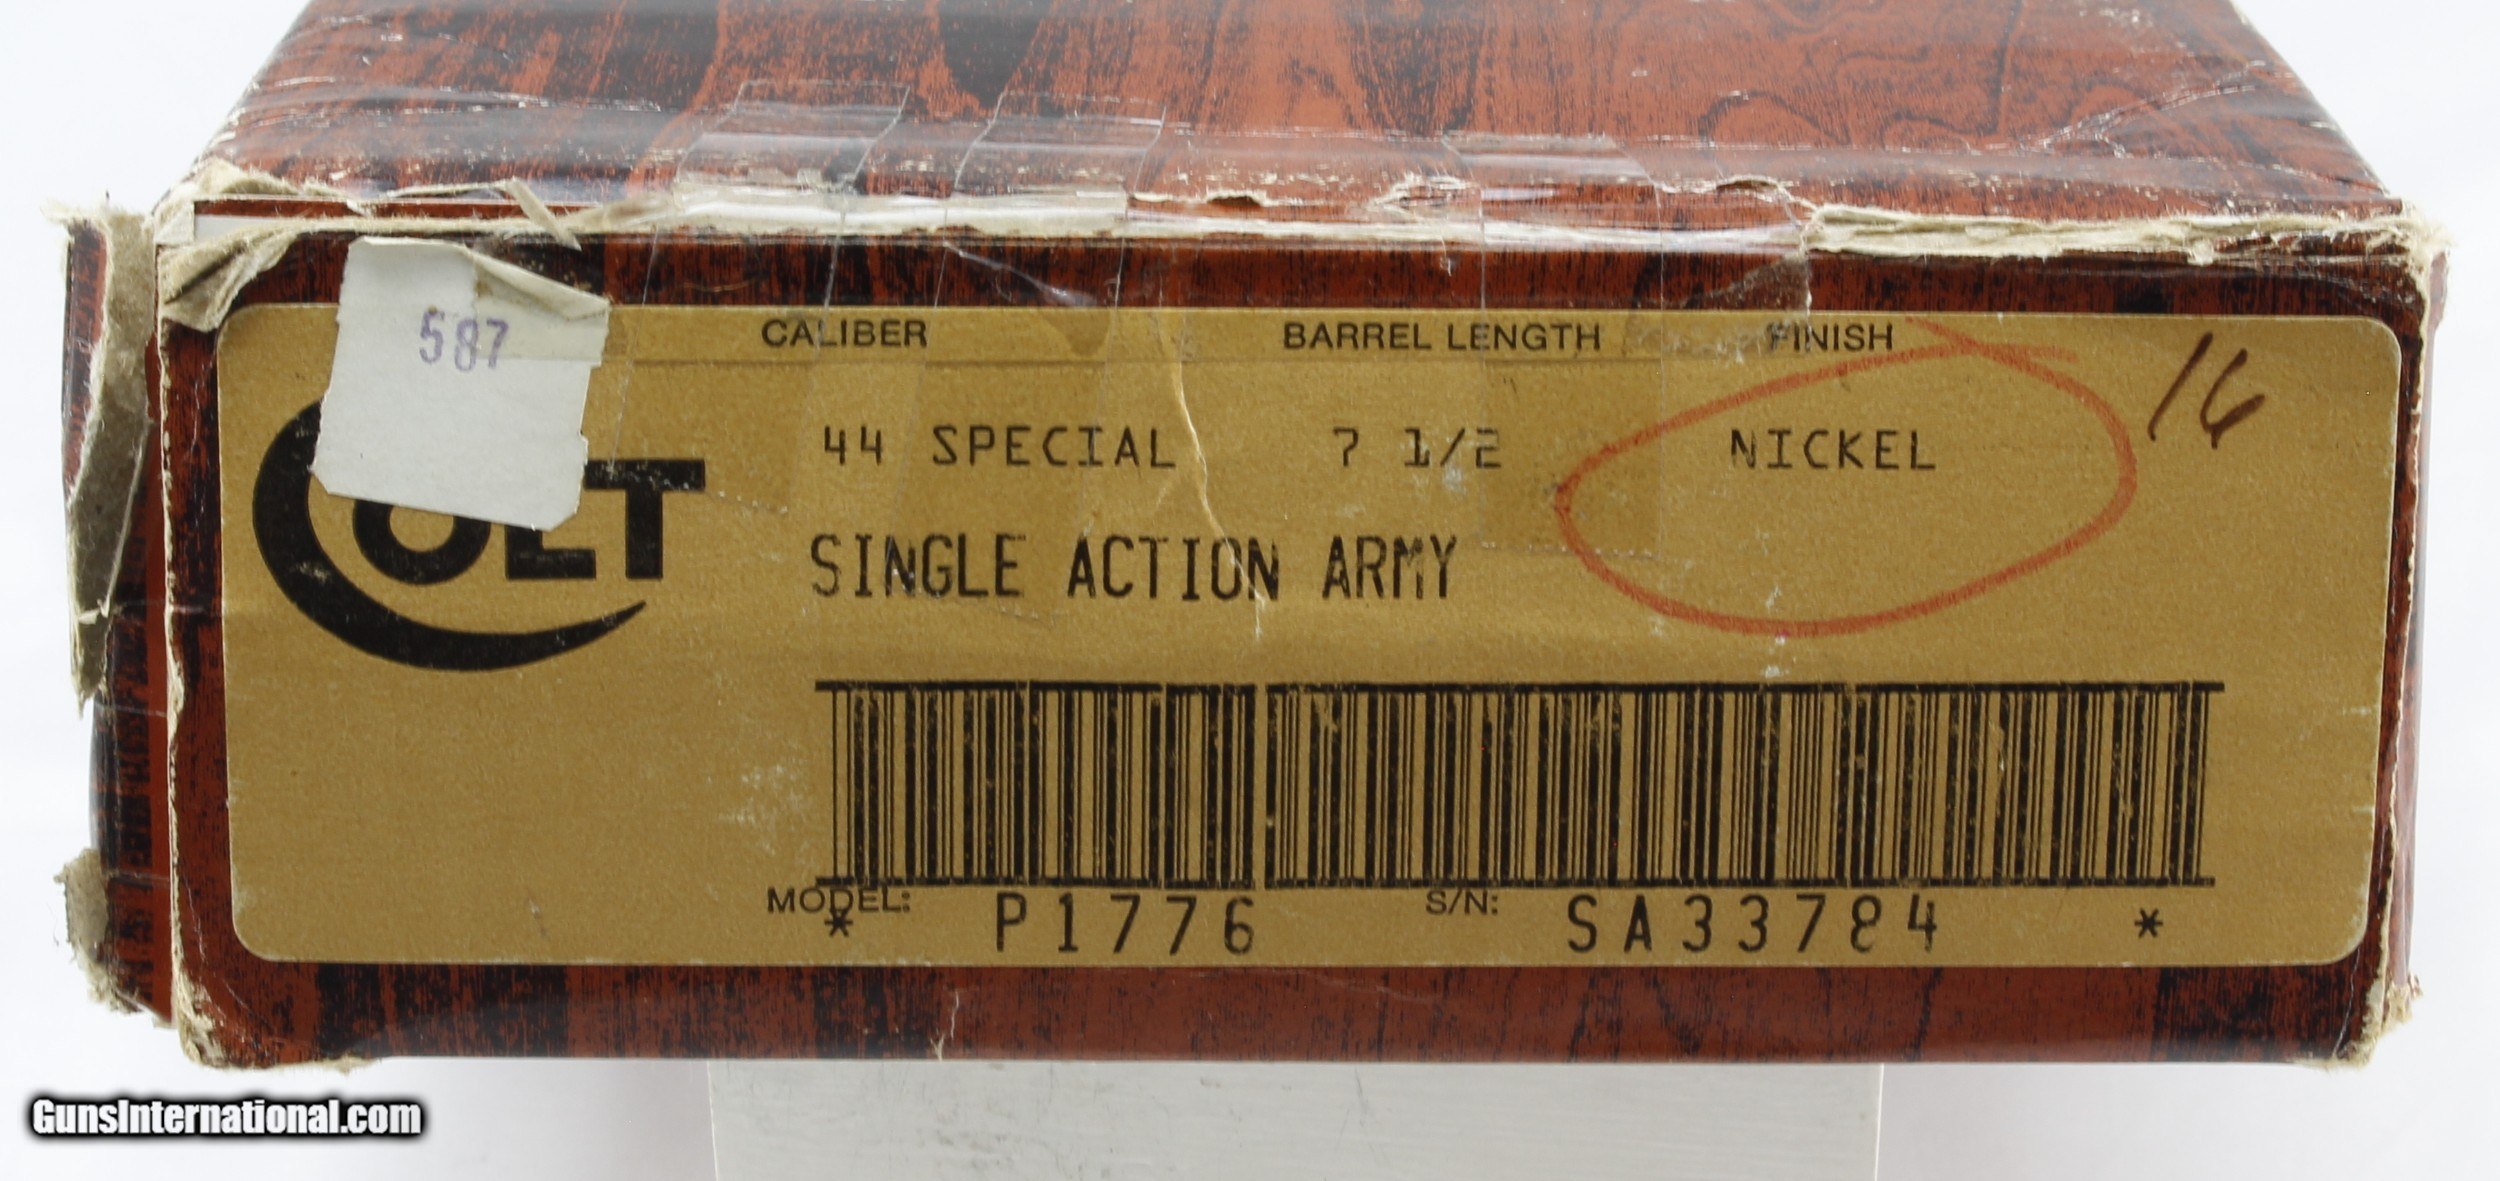 587
CALIBER BARREL LENGTH FINISH
16
44 SPECIAL 7 1/2 NICKEL
COLT
SINGLE ACTION ARMY
MODEL: S/N:
* P1776 SA33784 *
GunsInternational.com